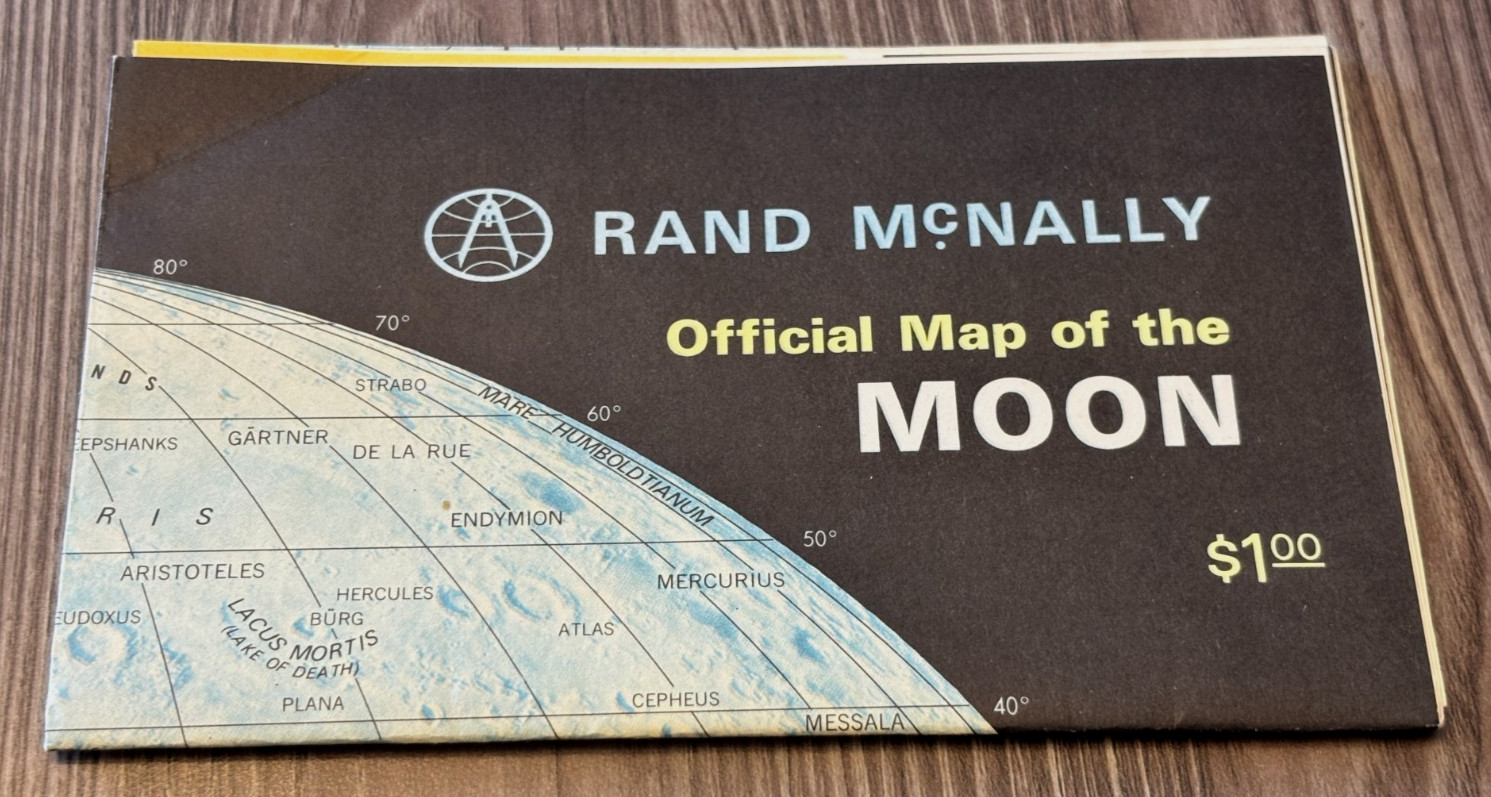 RAND McNALLY
Official Map of the
MOON
$1.00
80°
70°
NDS
STRABO
MARE HUMBOLDTIANUM
60°
EEPSHANKS
GÄRTNER
DE LA RUE
RIS
ENDYMION
50°
ARISTOTELES
MERCURIUS
HERCULES
EUDOXUS
BÜRG
LACUS MORTIS
(LAKE OF DEATH)
ATLAS
PLANA
CEPHEUS
40°
MESSALA